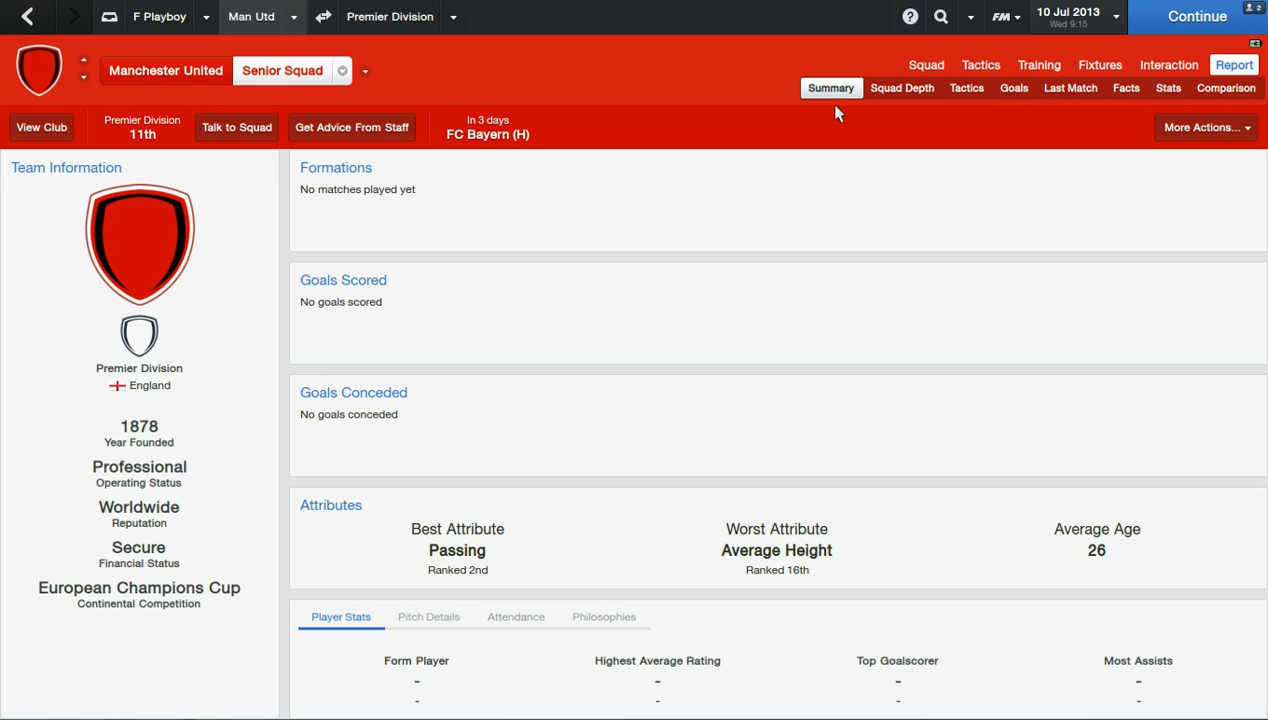 F Playboy
Man Utd
Premier Division
?
FM
10 Jul 2013
Wed 9:15
Continue
2
Manchester United
Senior Squad
Squad
Tactics
Training
Fixtures
Interaction
Report
Summary
Squad Depth
Tactics
Goals
Last Match
Facts
Stats
Comparison
View Club
Premier Division
11th
Talk to Squad
Get Advice From Staff
In 3 days
FC Bayern (H)
More Actions...
Team Information
Premier Division
England
1878
Year Founded
Professional
Operating Status
Worldwide
Reputation
Secure
Financial Status
European Champions Cup
Continental Competition
Formations
No matches played yet
Goals Scored
No goals scored
Goals Conceded
No goals conceded
Attributes
Best Attribute
Passing
Ranked 2nd
Worst Attribute
Average Height
Ranked 16th
Average Age
26
Player Stats
Pitch Details
Attendance
Philosophies
Form Player
-
-
Highest Average Rating
-
-
Top Goalscorer
-
-
Most Assists
-
-